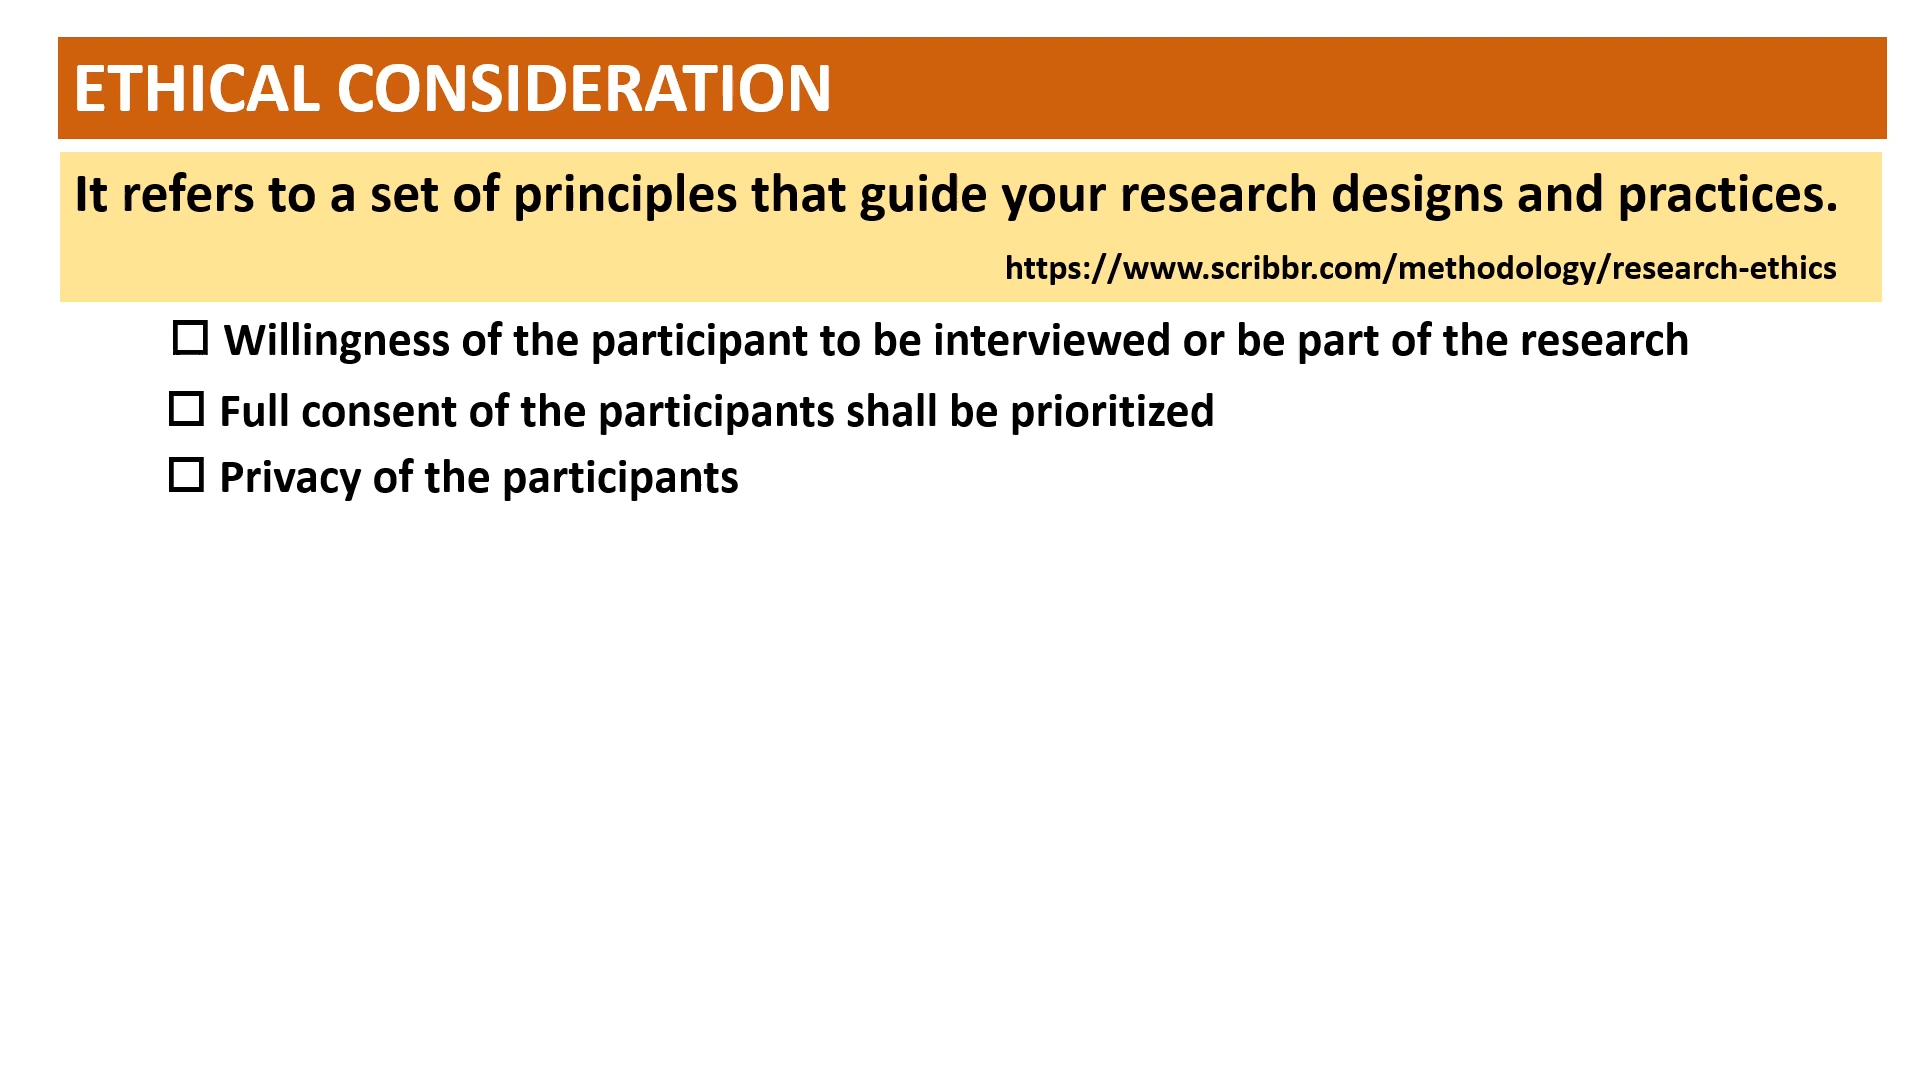 ETHICAL CONSIDERATION
It refers to a set of principles that guide your research designs and practices.
https://www.scribbr.com/methodology/research-ethics
☐ Willingness of the participant to be interviewed or be part of the research
☐ Full consent of the participants shall be prioritized
☐ Privacy of the participants